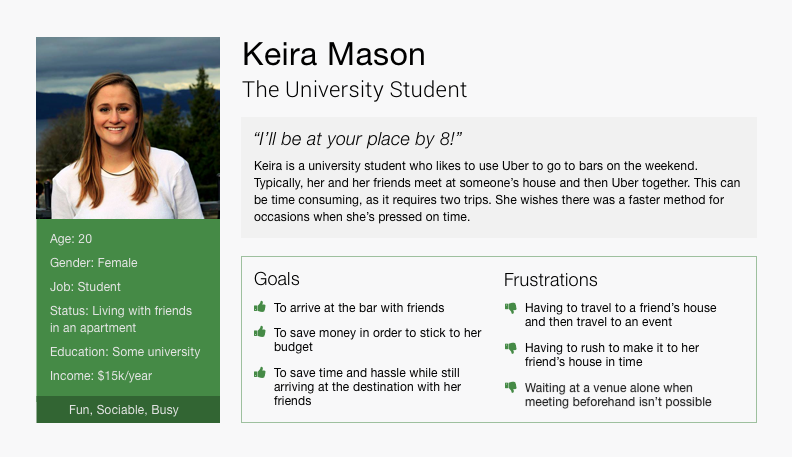 Keira Mason
The University Student
“I’ll be at your place by 8!”
Keira is a university student who likes to use Uber to go to bars on the weekend.
Typically, her and her friends meet at someone’s house and then Uber together. This can
be time consuming, as it requires two trips. She wishes there was a faster method for
occasions when she’s pressed on time.
Age: 20
Gender: Female
Job: Student
Status: Living with friends
in an apartment
Education: Some university
Income: $15k/year
Fun, Sociable, Busy
Goals
To arrive at the bar with friends
To save money in order to stick to her
budget
To save time and hassle while still
arriving at the destination with her
friends
Frustrations
Having to travel to a friend’s house
and then travel to an event
Having to rush to make it to her
friend’s house in time
Waiting at a venue alone when
meeting beforehand isn’t possible